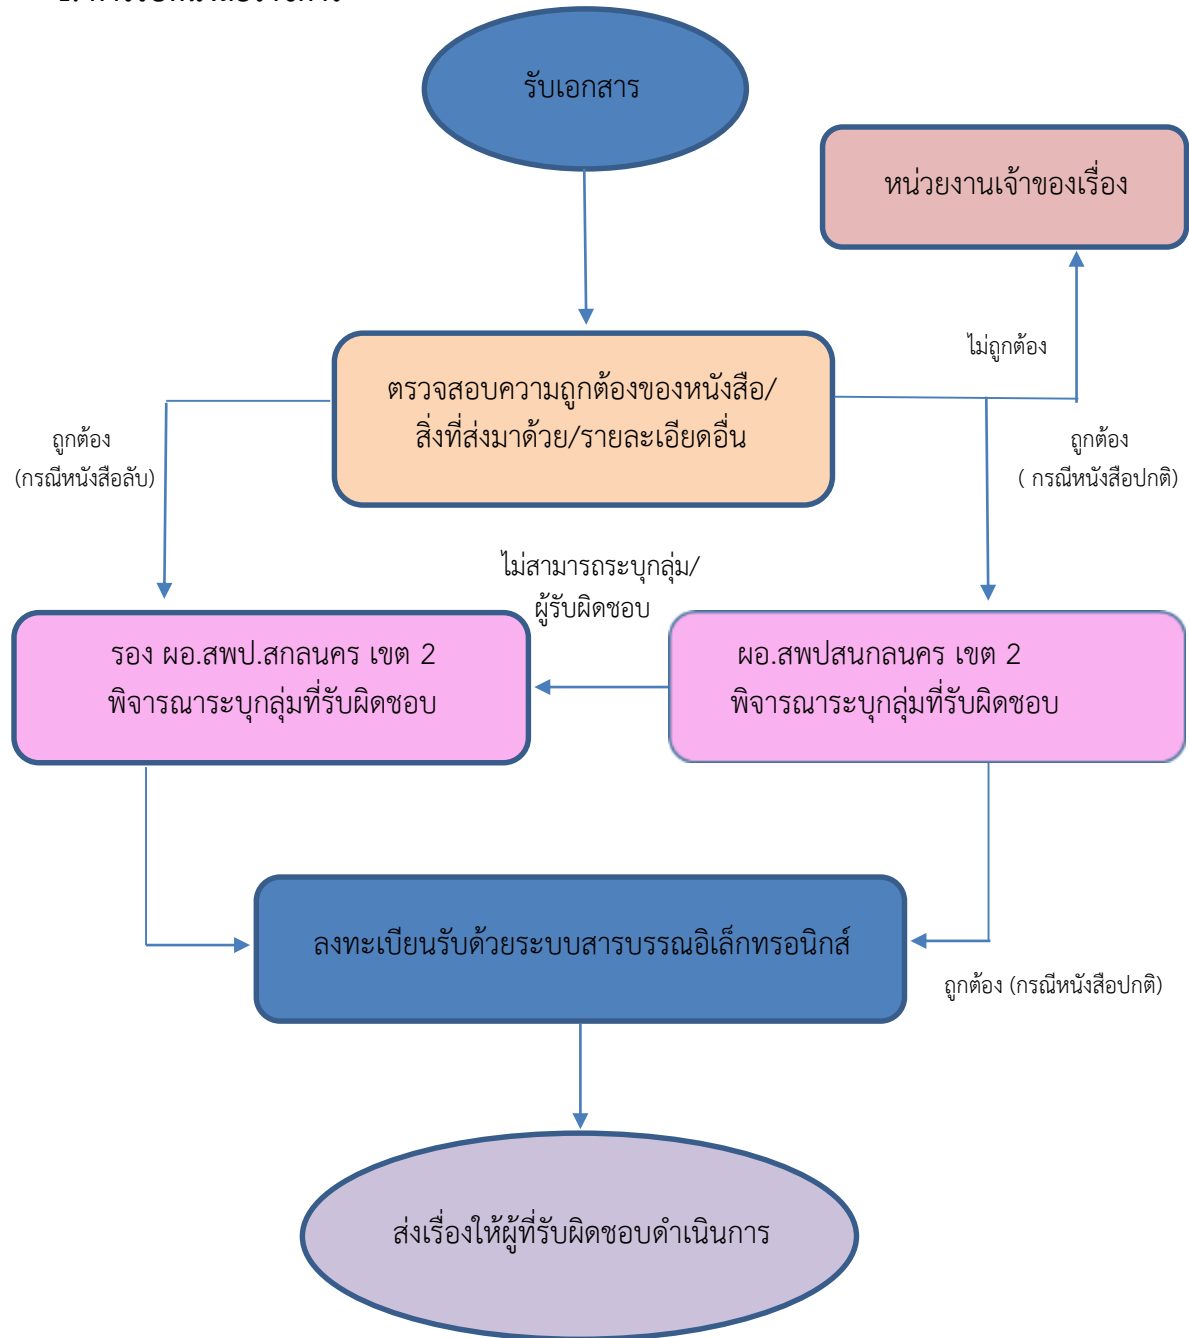 รับเอกสาร
หน่วยงานเจ้าของเรื่อง
ไม่ถูกต้อง
ตรวจสอบความถูกต้องของหนังสือ/
สิ่งที่ส่งมาด้วย/รายละเอียดอื่น
ถูกต้อง
(กรณีหนังสือลับ)
ถูกต้อง
( กรณีหนังสือปกติ)
ไม่สามารถระบุกลุ่ม/
ผู้รับผิดชอบ
รอง ผอ.สพป.สกลนคร เขต 2
พิจารณาระบุกลุ่มที่รับผิดชอบ
ผอ.สพปสนกลนคร เขต 2
พิจารณาระบุกลุ่มที่รับผิดชอบ
ลงทะเบียนรับด้วยระบบสารบรรณอิเล็กทรอนิกส์
ถูกต้อง (กรณีหนังสือปกติ)
ส่งเรื่องให้ผู้ที่รับผิดชอบดำเนินการ